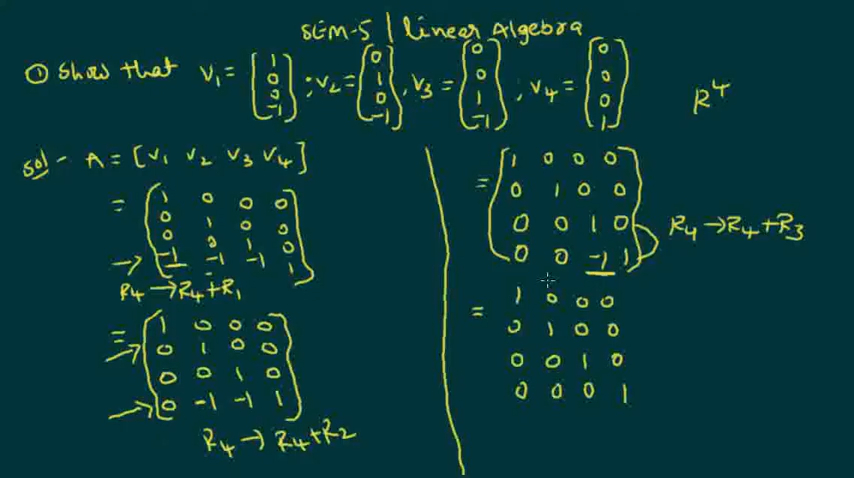 SEM-5 | linear Algebra
① Show that V1 = [1 0 0 -1] ; V2 = [0 1 0 -1] , V3 = [0 0 1 -1] ; V4 = [0 0 0 1] R^4
sol - A = [V1 V2 V3 V4]
= [1 0 0 0
0 1 0 0
0 0 1 0
-1 -1 -1 1]
R4 → R4 + R1
= [1 0 0 0
0 1 0 0
0 0 1 0
0 -1 -1 1]
R4 → R4 + R2
= [1 0 0 0
0 1 0 0
0 0 1 0
0 0 -1 1]
R4 → R4 + R3
= 1 0 0 0
0 1 0 0
0 0 1 0
0 0 0 1